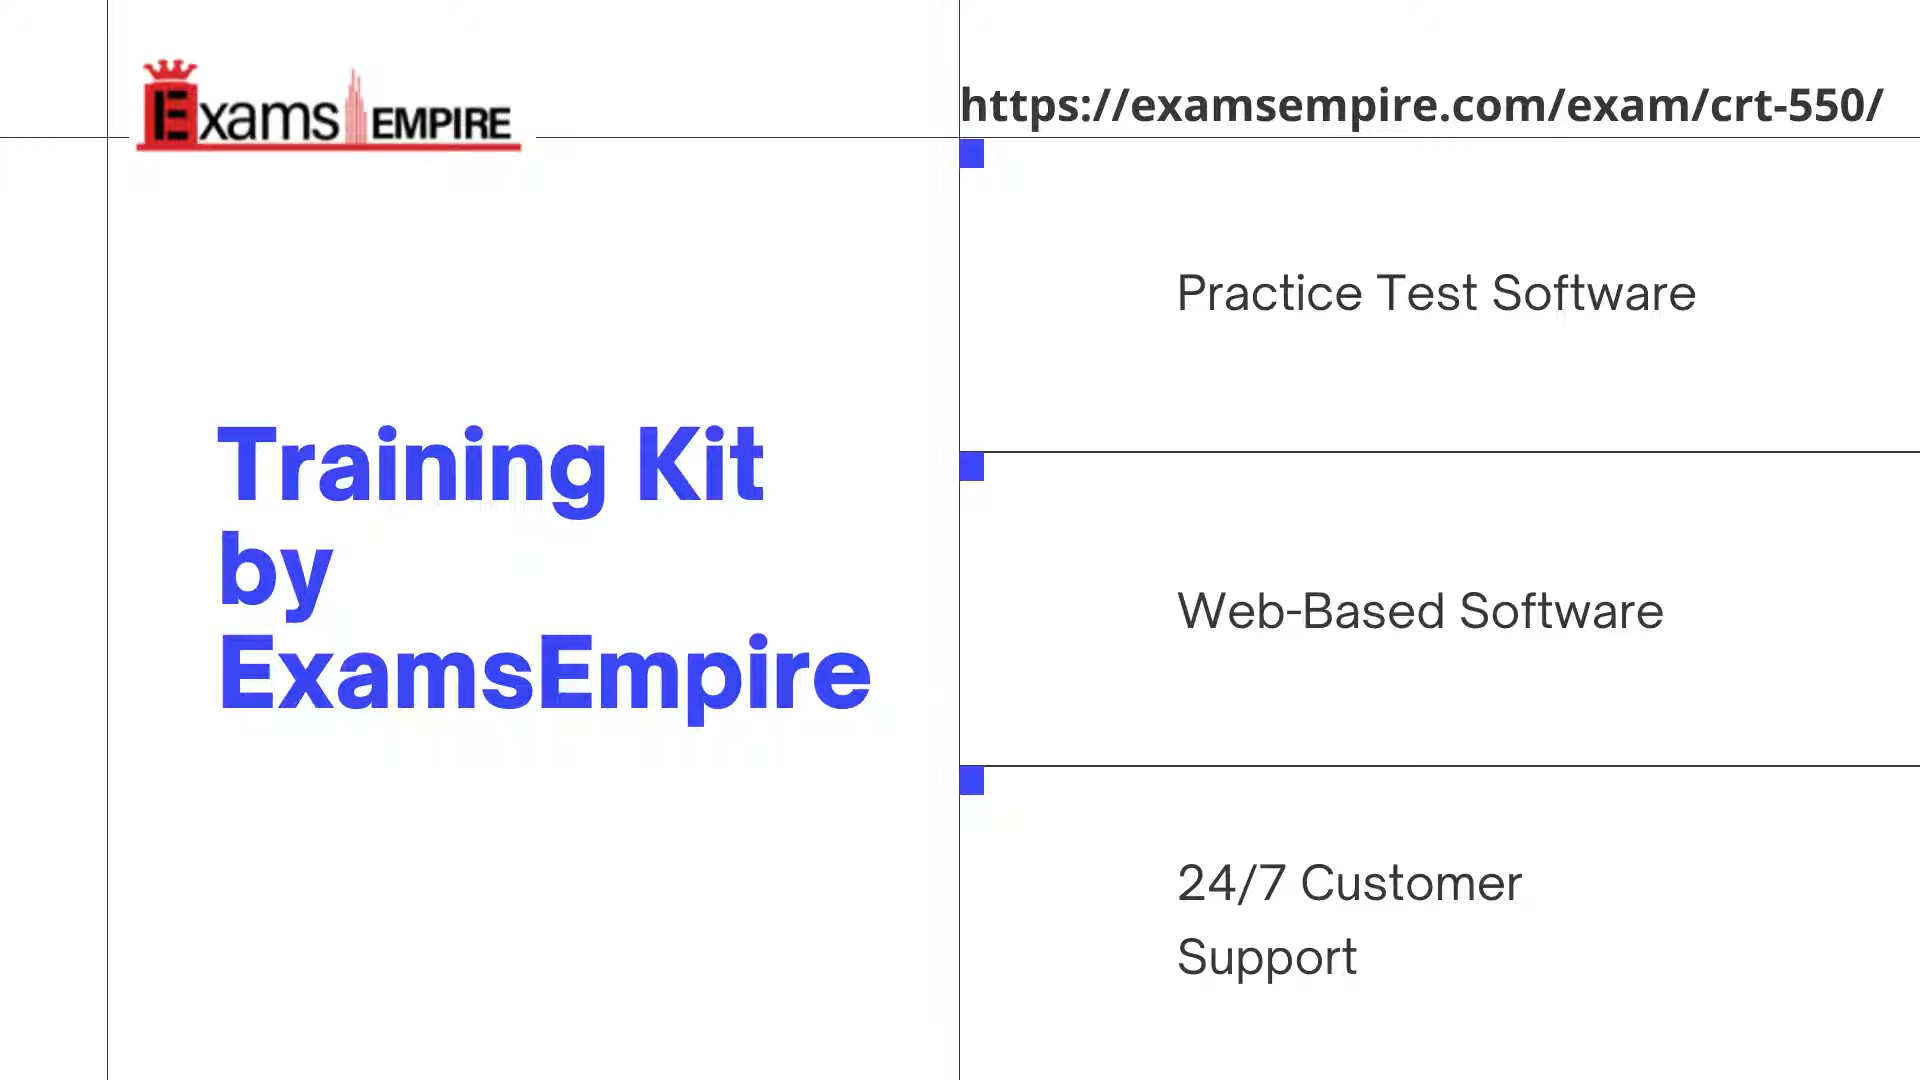 Exams EMPIRE
https://examsempire.com/exam/crt-550/
Training Kit
by
ExamsEmpire
Practice Test Software
Web-Based Software
24/7 Customer
Support